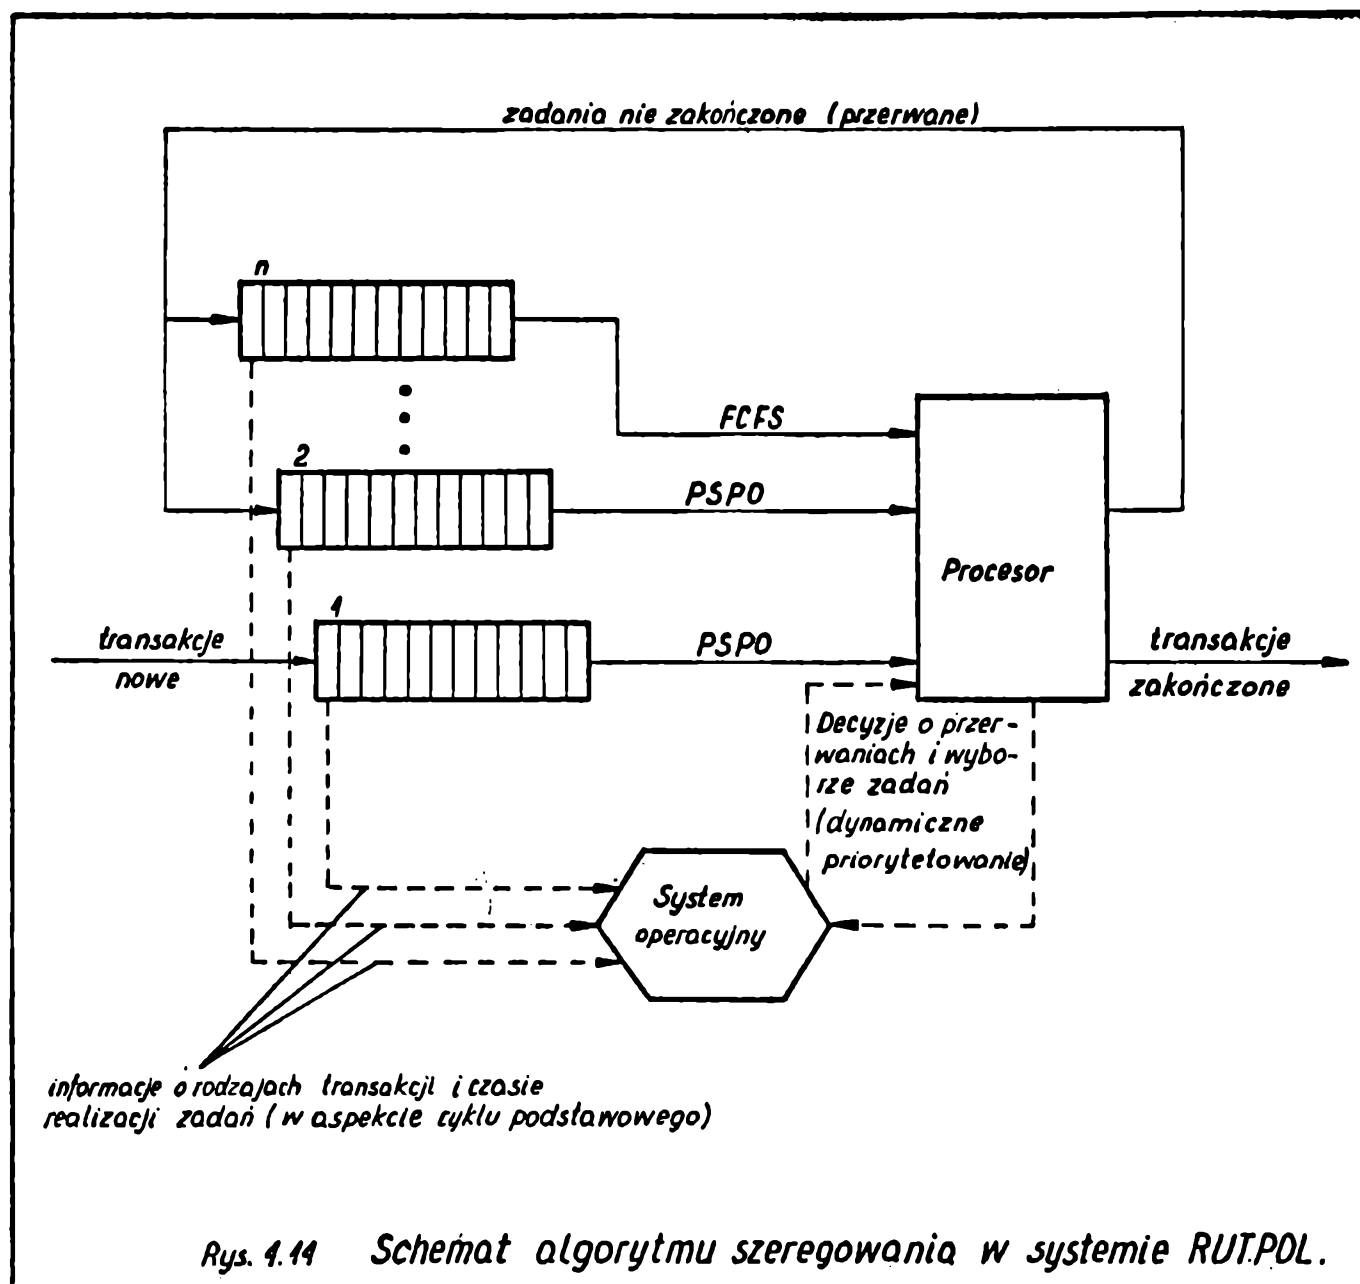 zadania nie zakończone (przerwane)
n
FCFS
2
PSPO
Procesor
1
transakcje
nowe
PSPO
transakcje
zakończone
Decyzje o przer-
waniach i wybo-
rze zadań
(dynamiczne
priorytetowanie)
System
operacyjny
informacje o rodzajach transakcji i czasie
realizacji zadań (w aspekcie cyklu podstawowego)
Rys. 4.14 Schemat algorytmu szeregowania w systemie RUT.POL.